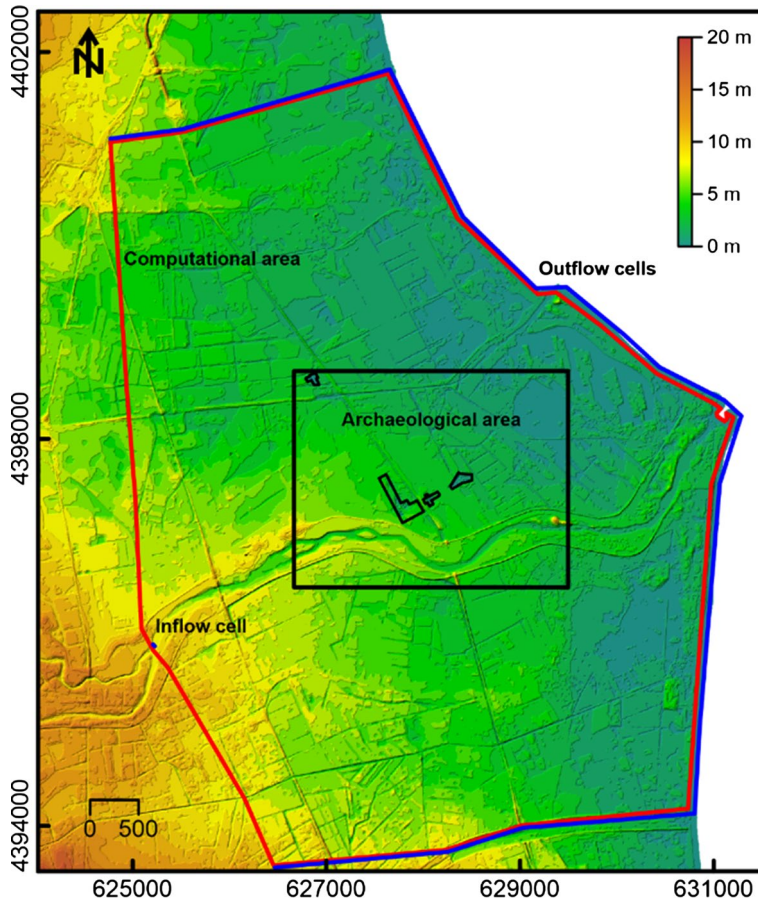 4402000
N
20 m
15 m
10 m
5 m
0 m
Computational area
Outflow cells
4398000
Archaeological area
Inflow cell
4394000
0 500
625000 627000 629000 631000